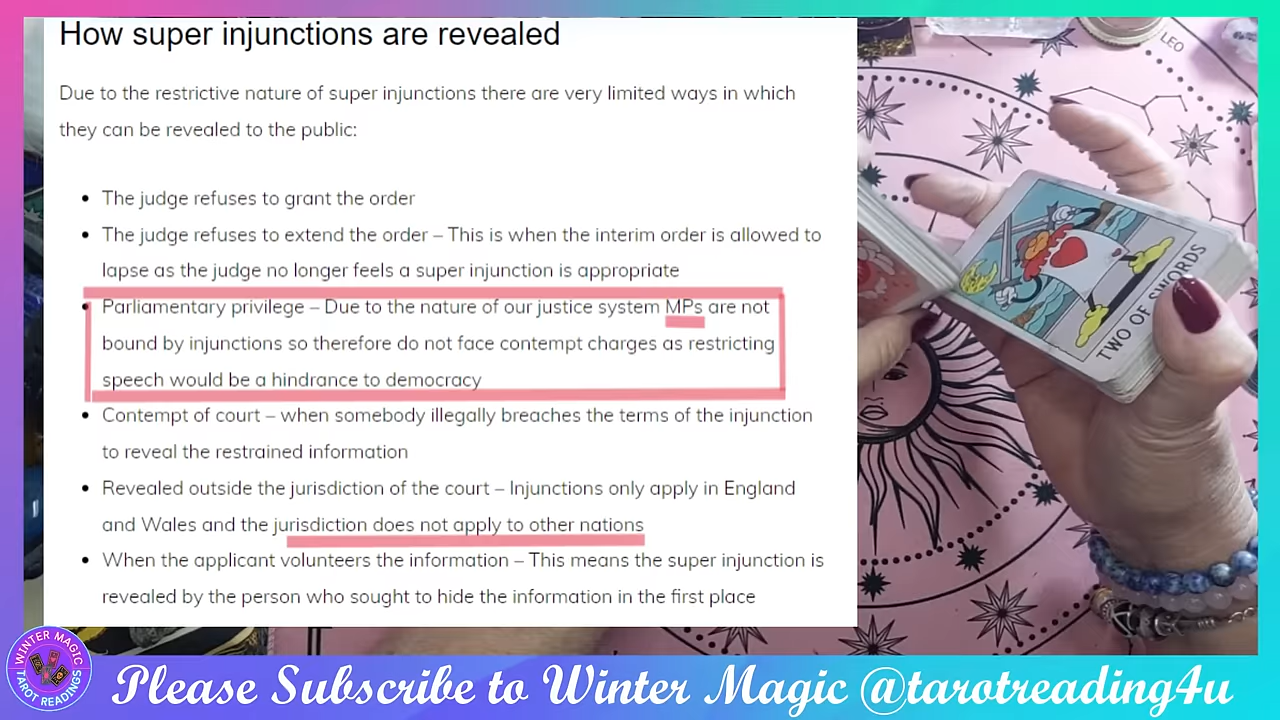 How super injunctions are revealed
Due to the restrictive nature of super injunctions there are very limited ways in which
they can be revealed to the public:
• The judge refuses to grant the order
• The judge refuses to extend the order – This is when the interim order is allowed to
lapse as the judge no longer feels a super injunction is appropriate
• Parliamentary privilege – Due to the nature of our justice system MPs are not
bound by injunctions so therefore do not face contempt charges as restricting
speech would be a hindrance to democracy
• Contempt of court – when somebody illegally breaches the terms of the injunction
to reveal the restrained information
• Revealed outside the jurisdiction of the court – Injunctions only apply in England
and Wales and the jurisdiction does not apply to other nations
• When the applicant volunteers the information – This means the super injunction is
revealed by the person who sought to hide the information in the first place
LEO
TWO OF SWORDS
WINTER MAGIC
TAROT READINGS
Please Subscribe to Winter Magic @tarotreading4u